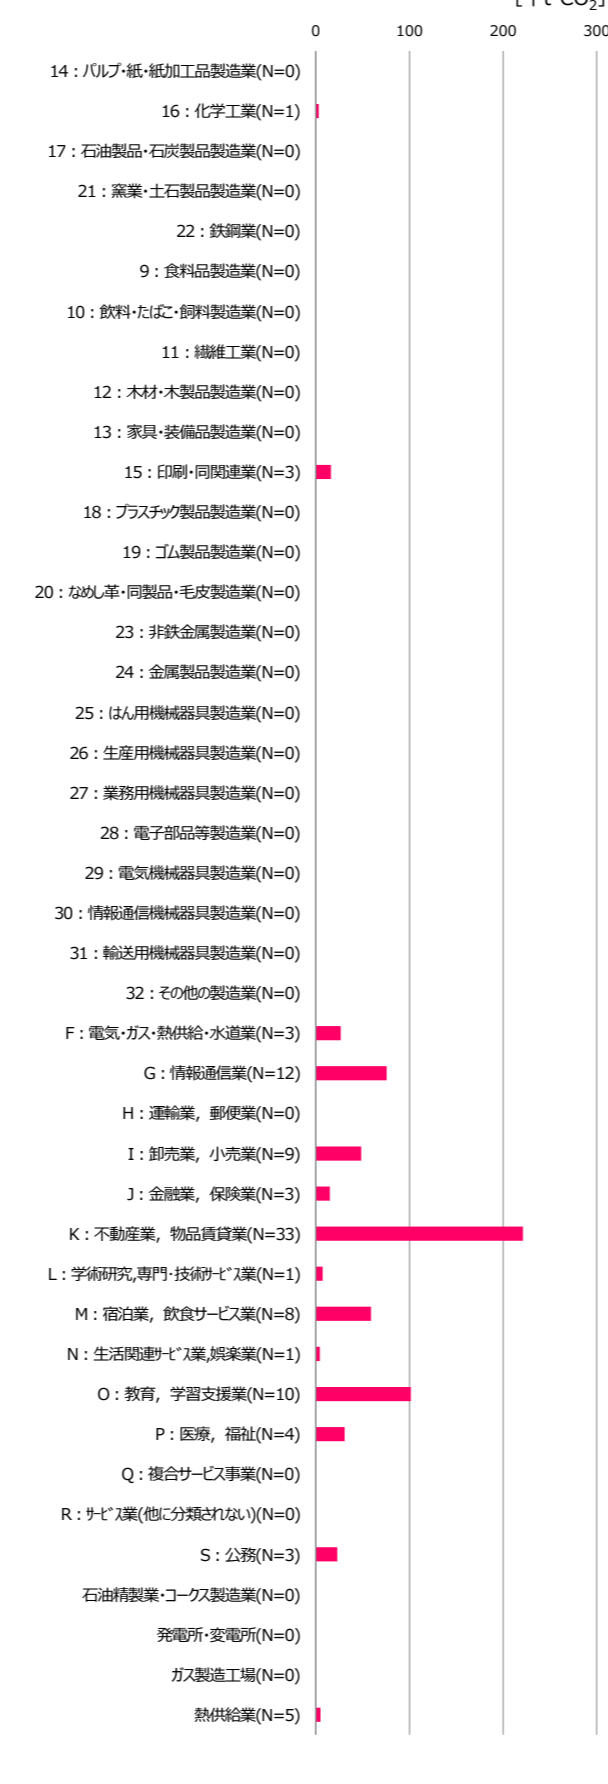 [千t-CO₂]
0 100 200 300
14：パルプ・紙・紙加工品製造業(N=0)
16：化学工業(N=1)
17：石油製品・石炭製品製造業(N=0)
21：窯業・土石製品製造業(N=0)
22：鉄鋼業(N=0)
9：食料品製造業(N=0)
10：飲料・たばこ・飼料製造業(N=0)
11：繊維工業(N=0)
12：木材・木製品製造業(N=0)
13：家具・装備品製造業(N=0)
15：印刷・同関連業(N=3)
18：プラスチック製品製造業(N=0)
19：ゴム製品製造業(N=0)
20：なめし革・同製品・毛皮製造業(N=0)
23：非鉄金属製造業(N=0)
24：金属製品製造業(N=0)
25：はん用機械器具製造業(N=0)
26：生産用機械器具製造業(N=0)
27：業務用機械器具製造業(N=0)
28：電子部品等製造業(N=0)
29：電気機械器具製造業(N=0)
30：情報通信機械器具製造業(N=0)
31：輸送用機械器具製造業(N=0)
32：その他の製造業(N=0)
F：電気・ガス・熱供給・水道業(N=3)
G：情報通信業(N=12)
H：運輸業，郵便業(N=0)
I：卸売業，小売業(N=9)
J：金融業，保険業(N=3)
K：不動産業，物品賃貸業(N=33)
L：学術研究,専門・技術ｻｰﾋﾞｽ業(N=1)
M：宿泊業，飲食サービス業(N=8)
N：生活関連ｻｰﾋﾞｽ業,娯楽業(N=1)
O：教育，学習支援業(N=10)
P：医療，福祉(N=4)
Q：複合サービス事業(N=0)
R：ｻｰﾋﾞｽ業(他に分類されない)(N=0)
S：公務(N=3)
石油精製業・コークス製造業(N=0)
発電所・変電所(N=0)
ガス製造工場(N=0)
熱供給業(N=5)